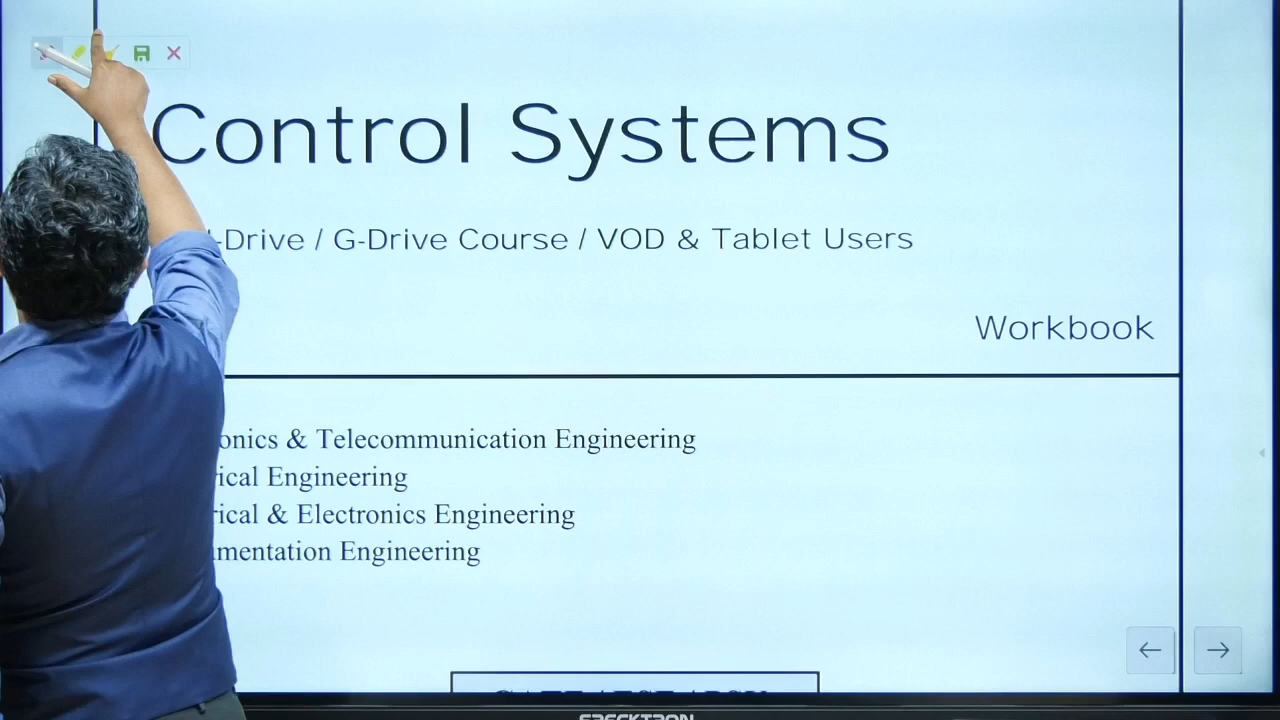 Control Systems
-Drive / G-Drive Course / VOD & Tablet Users
Workbook
onics & Telecommunication Engineering
rical Engineering
rical & Electronics Engineering
mentation Engineering
SPECKTRON